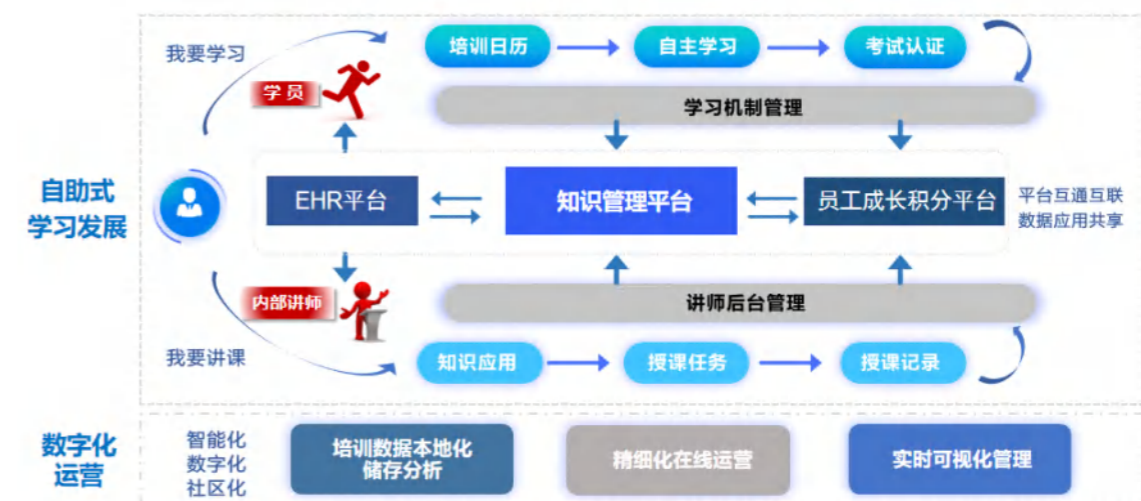 我要学习
培训日历
自主学习
考试认证
学员
学习机制管理
自助式
学习发展
EHR平台
知识管理平台
员工成长积分平台
平台互通互联
数据应用共享
内部讲师
讲师后台管理
我要讲课
知识应用
授课任务
授课记录
数字化
运营
智能化
数字化
社区化
培训数据本地化
储存分析
精细化在线运营
实时可视化管理